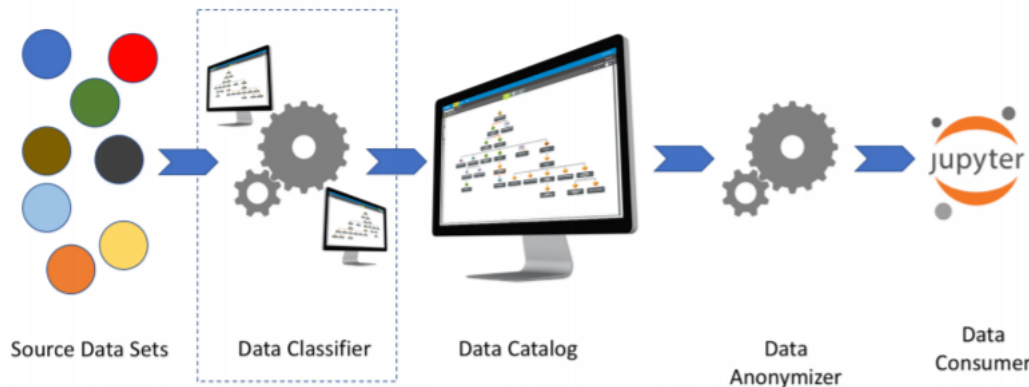 jupyter
Source Data Sets
Data Classifier
Data Catalog
Data
Anonymizer
Data
Consumer